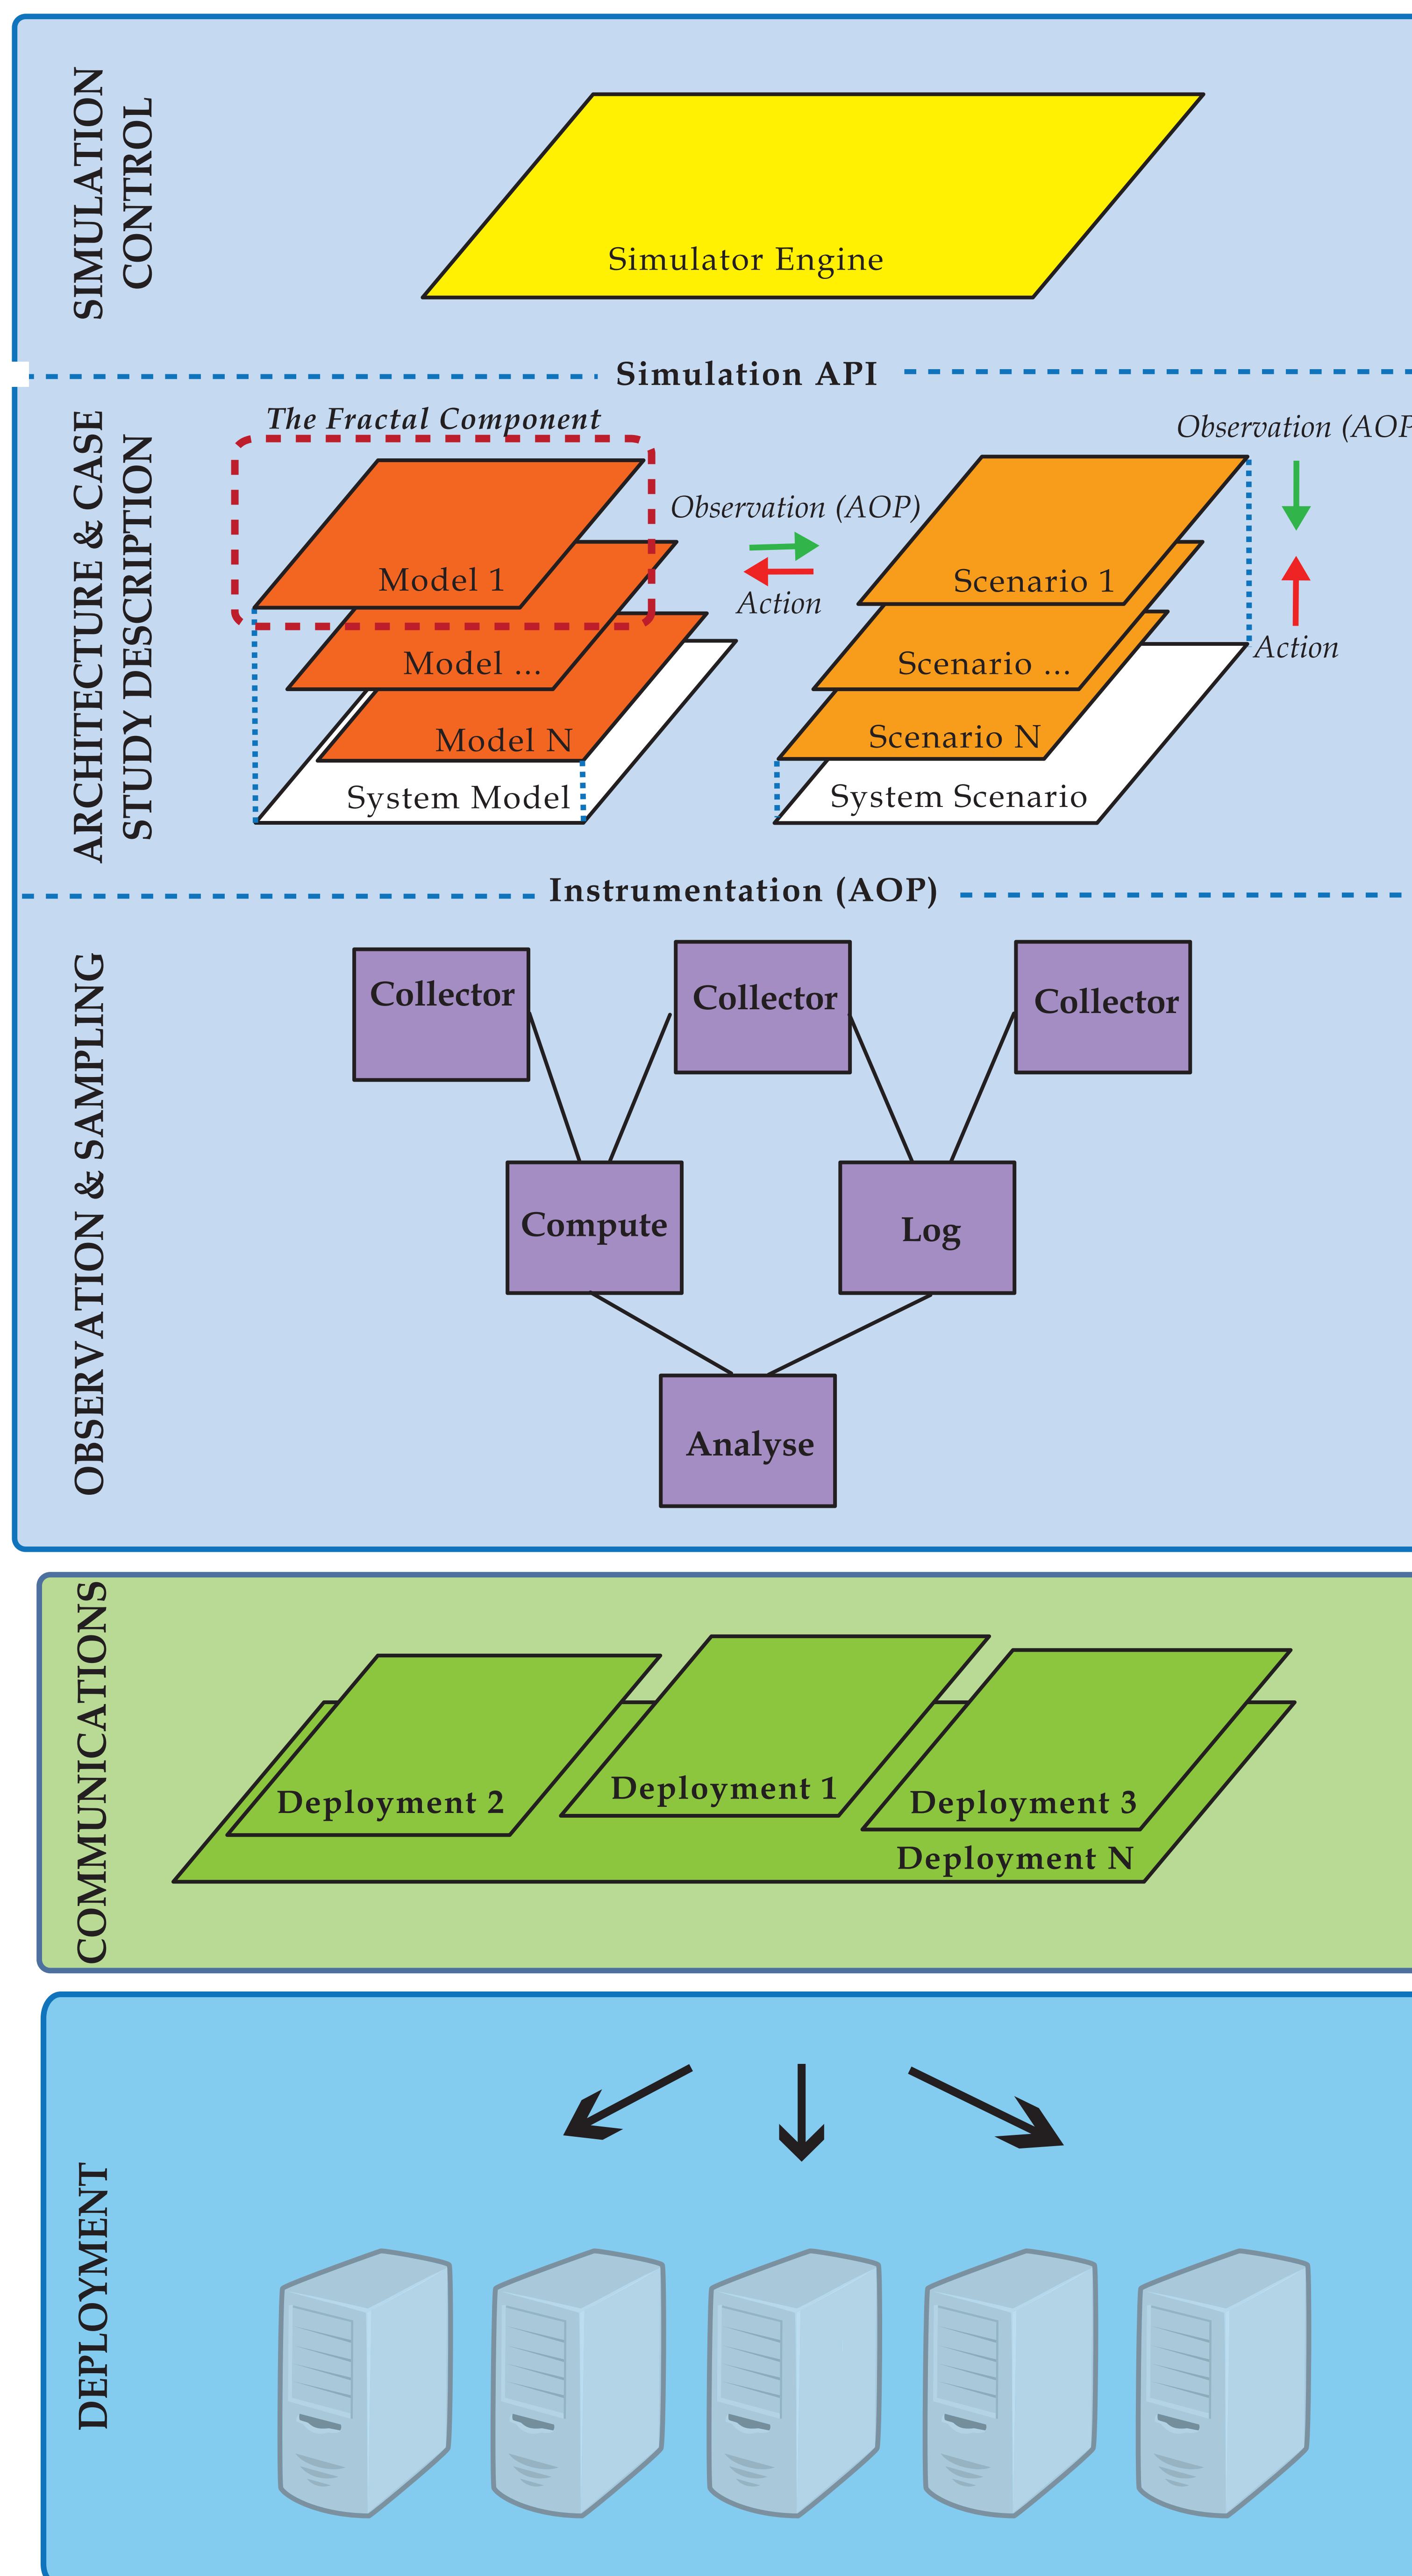 SIMULATION
CONTROL
Simulator Engine
Simulation API
ARCHITECTURE & CASE
STUDY DESCRIPTION
The Fractal Component
Observation (AOP
Model 1
Model ...
Model N
System Model
Observation (AOP)
Action
Scenario 1
Scenario ...
Scenario N
System Scenario
Action
Instrumentation (AOP)
OBSERVATION & SAMPLING
Collector
Collector
Collector
Compute
Log
Analyse
COMMUNICATIONS
Deployment 2
Deployment 1
Deployment 3
Deployment N
DEPLOYMENT